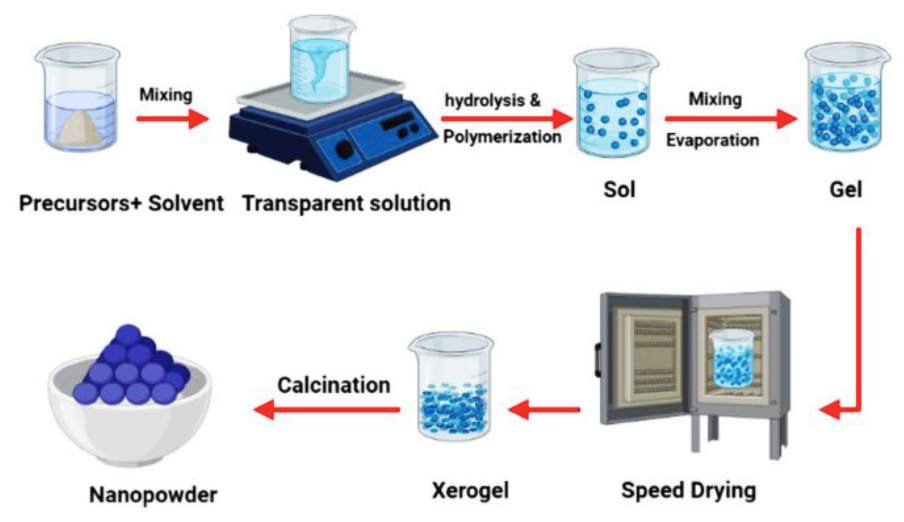 Mixing
hydrolysis &
Polymerization
Mixing
Evaporation
Precursors+ Solvent
Transparent solution
Sol
Gel
Calcination
Nanopowder
Xerogel
Speed Drying